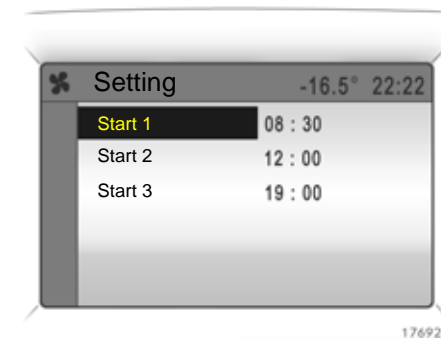 Setting -16.5° 22:22
Start 1 08 : 30
Start 2 12 : 00
Start 3 19 : 00
17692